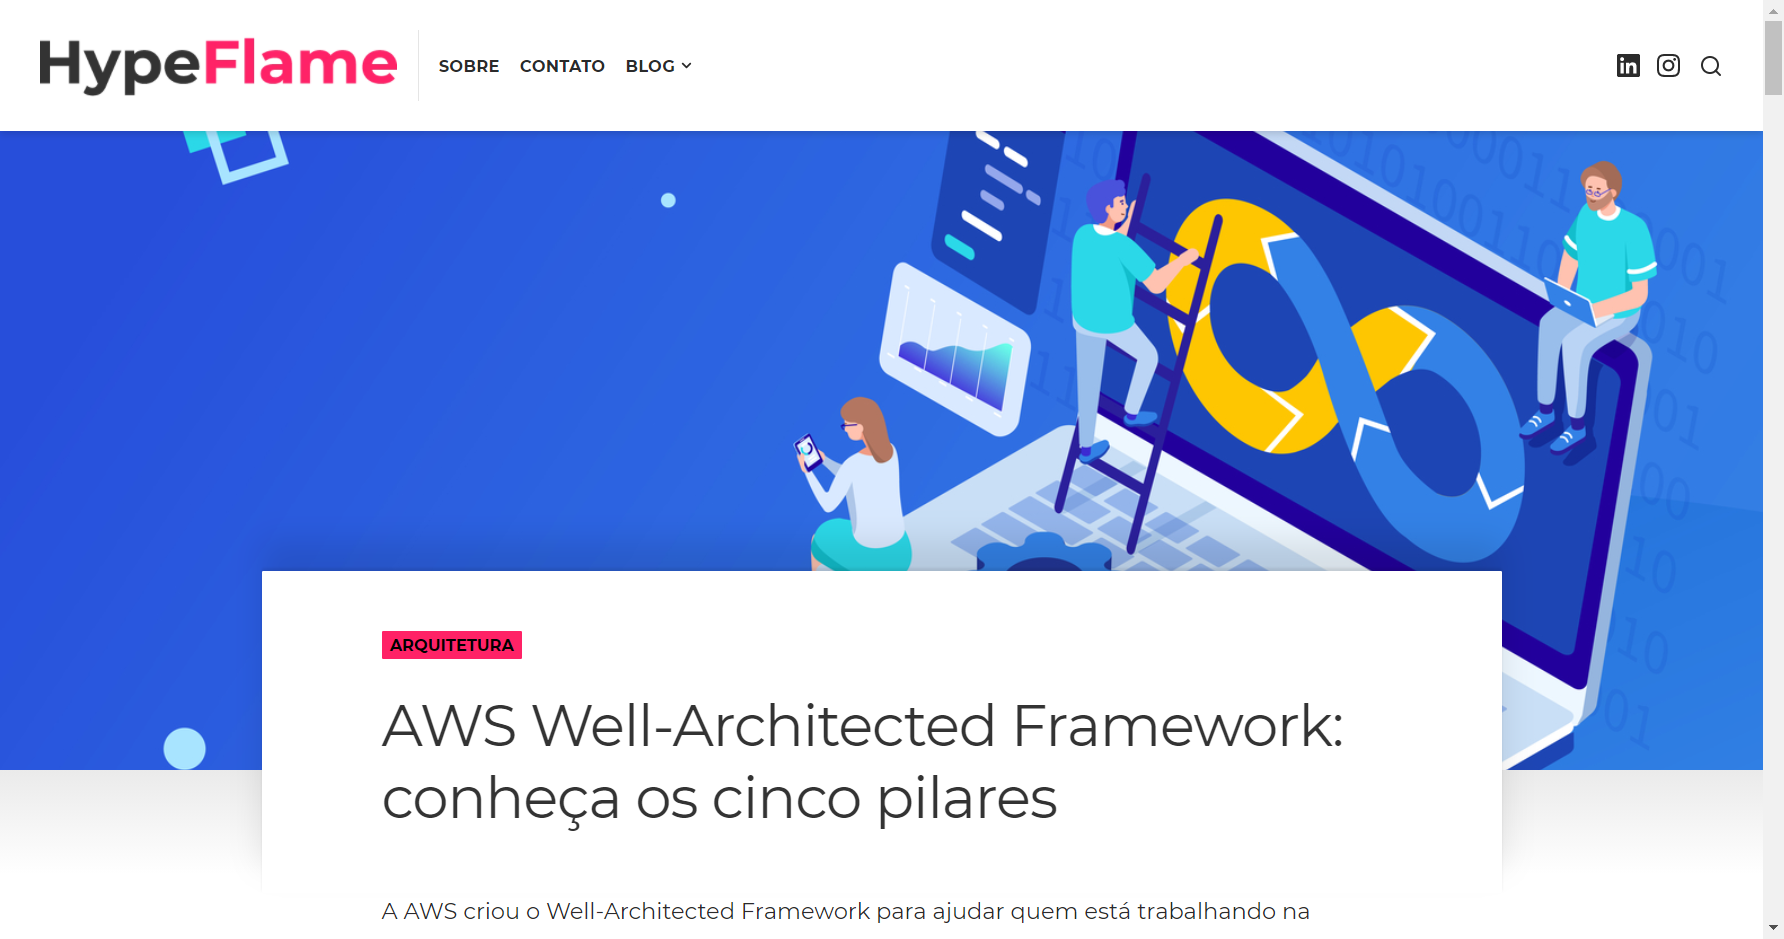 HypeFlame
SOBRE CONTATO BLOG
ARQUITETURA
AWS Well-Architected Framework:
conheça os cinco pilares
A AWS criou o Well-Architected Framework para ajudar quem está trabalhando na